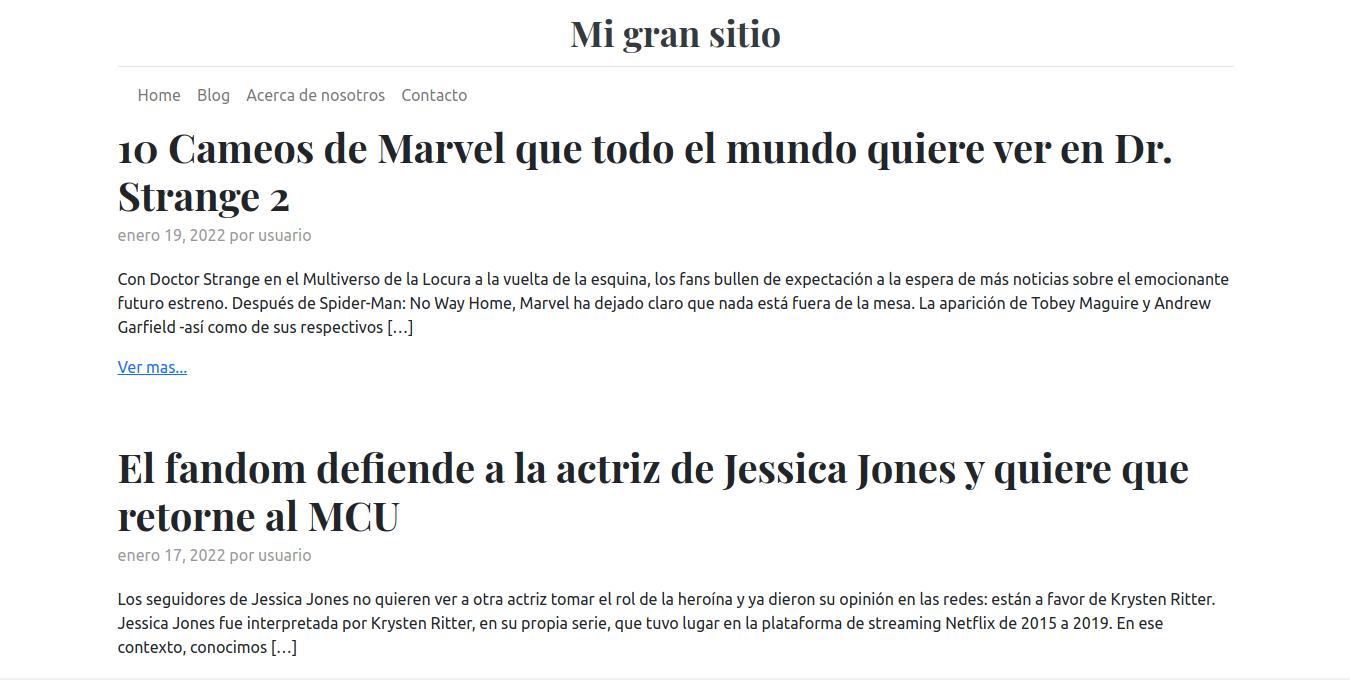 Mi gran sitio
Home Blog Acerca de nosotros Contacto
10 Cameos de Marvel que todo el mundo quiere ver en Dr.
Strange 2
enero 19, 2022 por usuario
Con Doctor Strange en el Multiverso de la Locura a la vuelta de la esquina, los fans bullen de expectación a la espera de más noticias sobre el emocionante
futuro estreno. Después de Spider-Man: No Way Home, Marvel ha dejado claro que nada está fuera de la mesa. La aparición de Tobey Maguire y Andrew
Garfield -así como de sus respectivos […]
Ver mas...
El fandom defiende a la actriz de Jessica Jones y quiere que
retorne al MCU
enero 17, 2022 por usuario
Los seguidores de Jessica Jones no quieren ver a otra actriz tomar el rol de la heroína y ya dieron su opinión en las redes: están a favor de Krysten Ritter.
Jessica Jones fue interpretada por Krysten Ritter, en su propia serie, que tuvo lugar en la plataforma de streaming Netflix de 2015 a 2019. En ese
contexto, conocimos […]